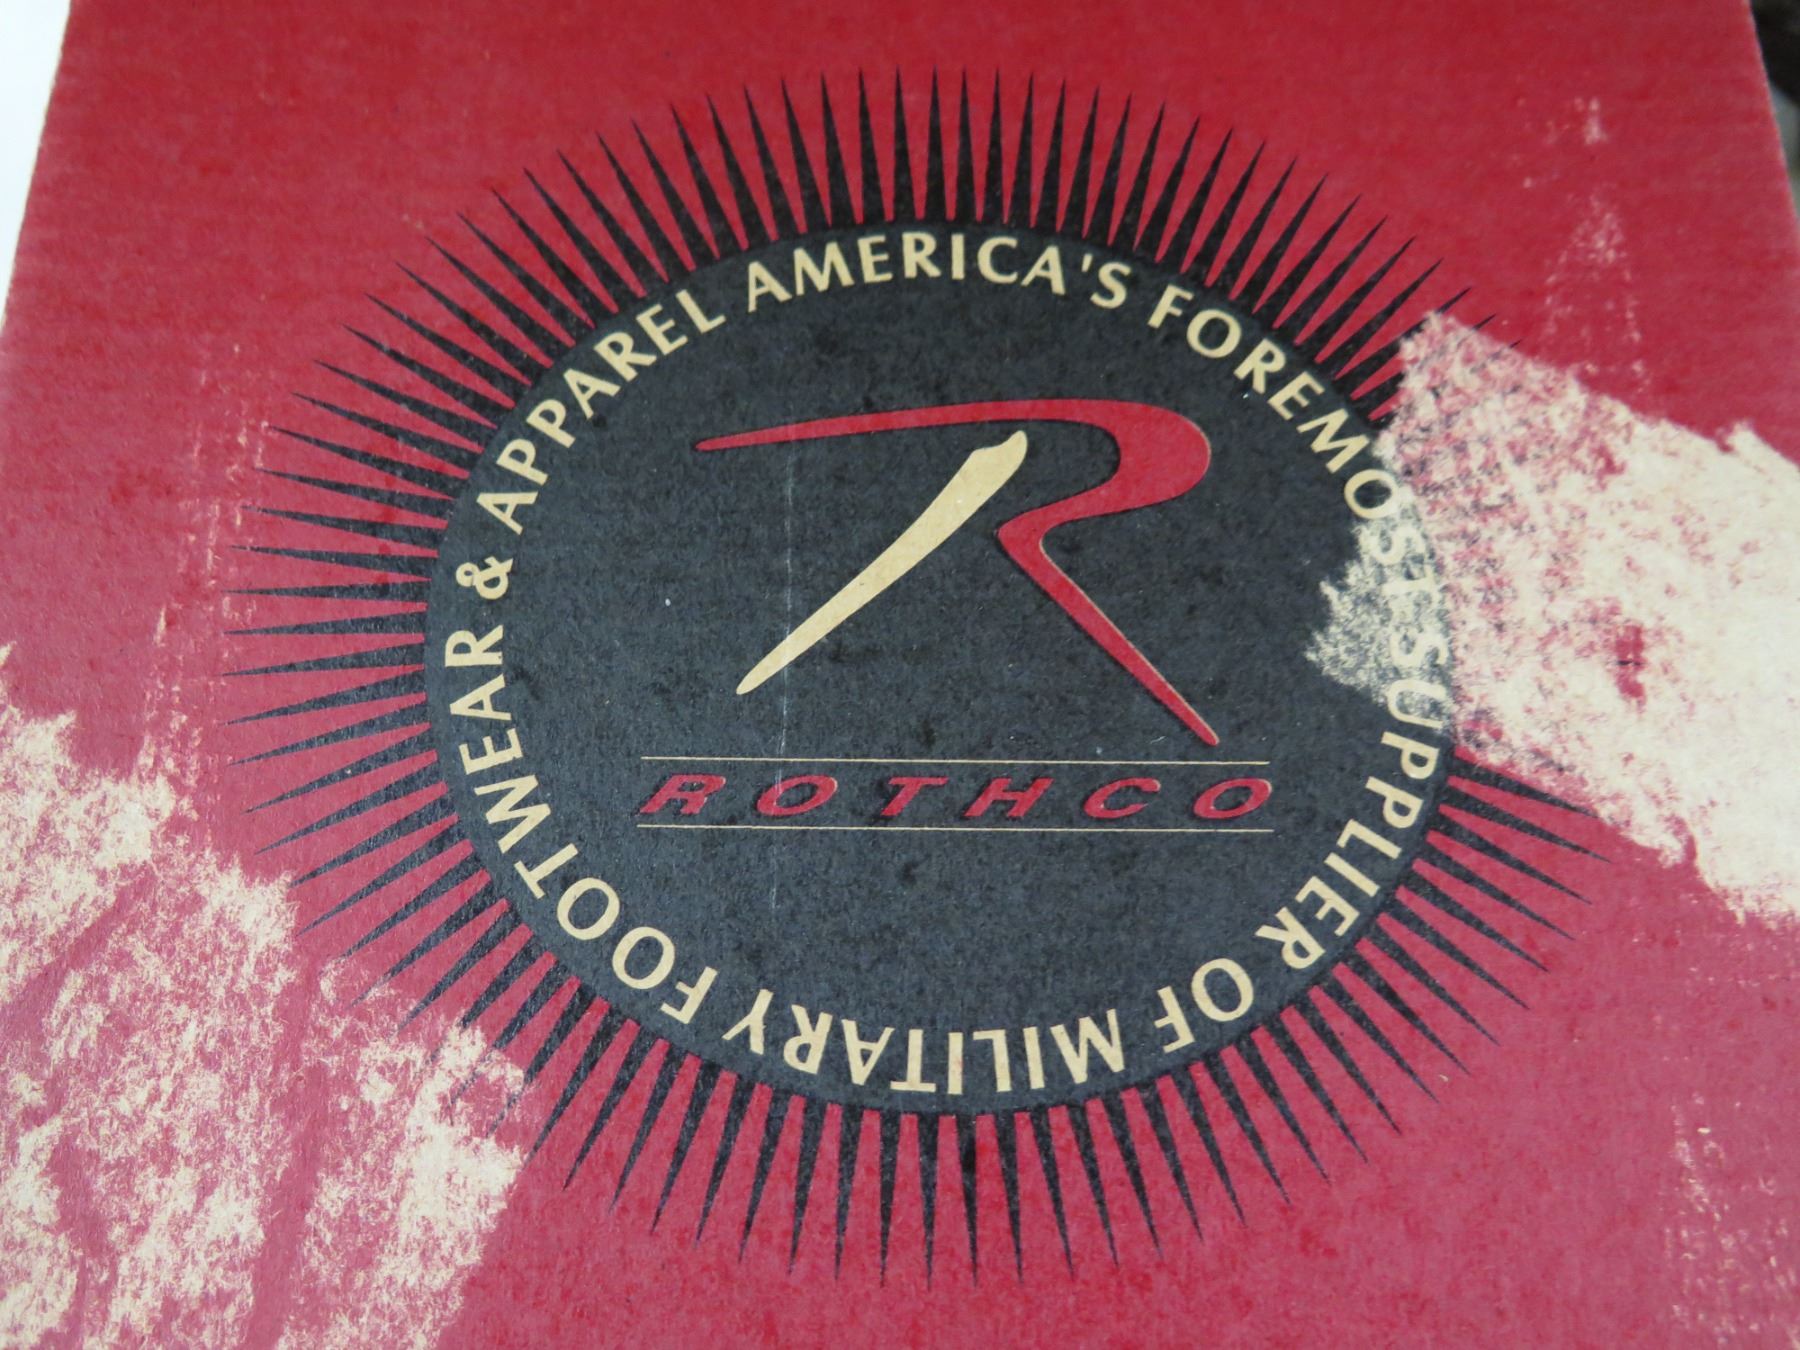 AMERICA'S FOREMOST SUPPLIER OF MILITARY FOOTWEAR & APPAREL
R
ROTHCO